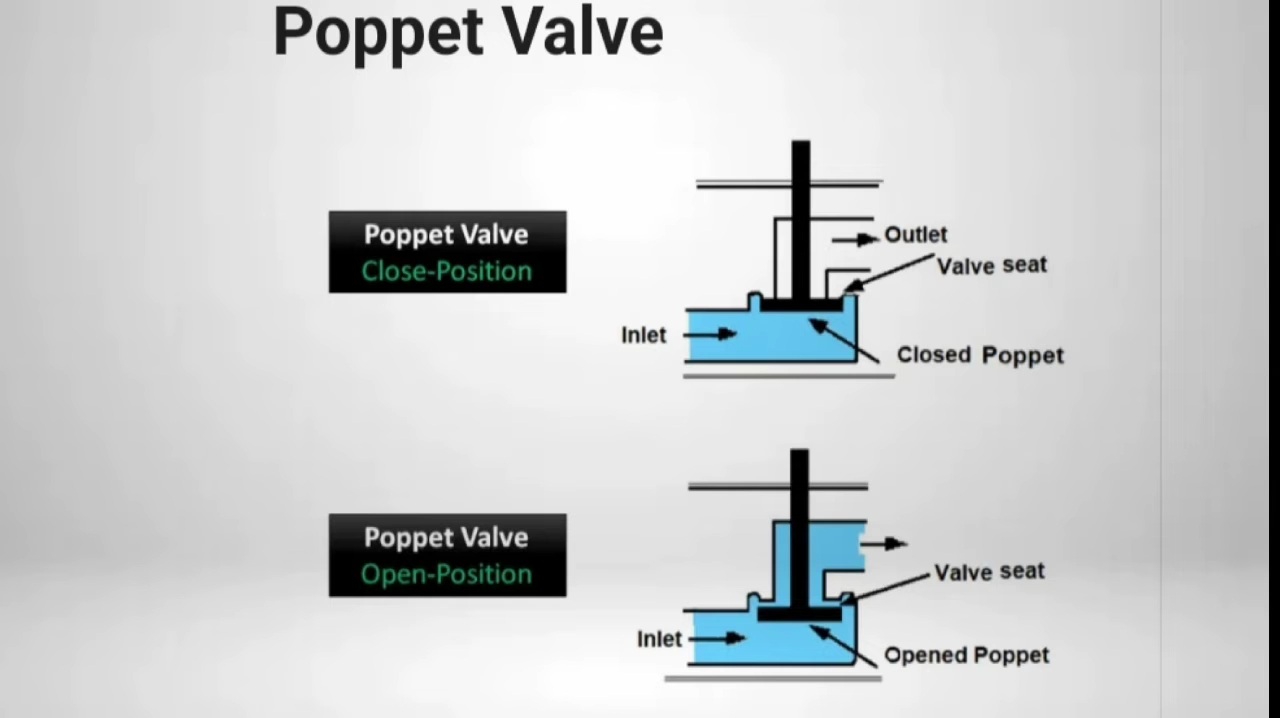 Poppet Valve
Poppet Valve
Close-Position
Outlet
Valve seat
Inlet
Closed Poppet
Poppet Valve
Open-Position
Valve seat
Inlet
Opened Poppet